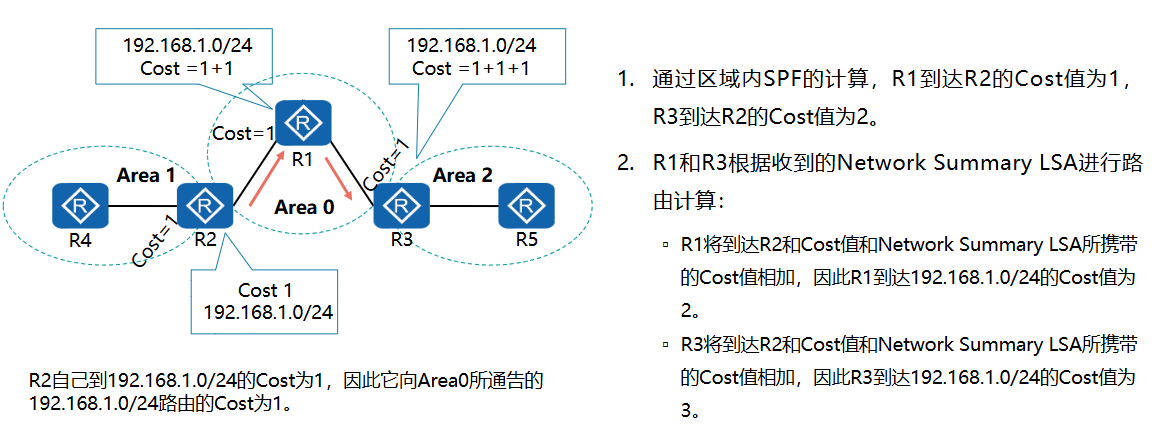 192.168.1.0/24
Cost =1+1
192.168.1.0/24
Cost =1+1+1
R
Cost=1
R1
Cost=1
Area 1
Area 2
R
R
Area 0
R
R
R4
Cost=1
R2
R3
R5
Cost 1
192.168.1.0/24
R2自己到192.168.1.0/24的Cost为1，因此它向Area0所通告的
192.168.1.0/24路由的Cost为1。
1. 通过区域内SPF的计算，R1到达R2的Cost值为1，
R3到达R2的Cost值为2。
2. R1和R3根据收到的Network Summary LSA进行路
由计算：
▫ R1将到达R2和Cost值和Network Summary LSA所携带
的Cost值相加，因此R1到达192.168.1.0/24的Cost值为
2。
▫ R3将到达R2和Cost值和Network Summary LSA所携带
的Cost值相加，因此R3到达192.168.1.0/24的Cost值为
3。